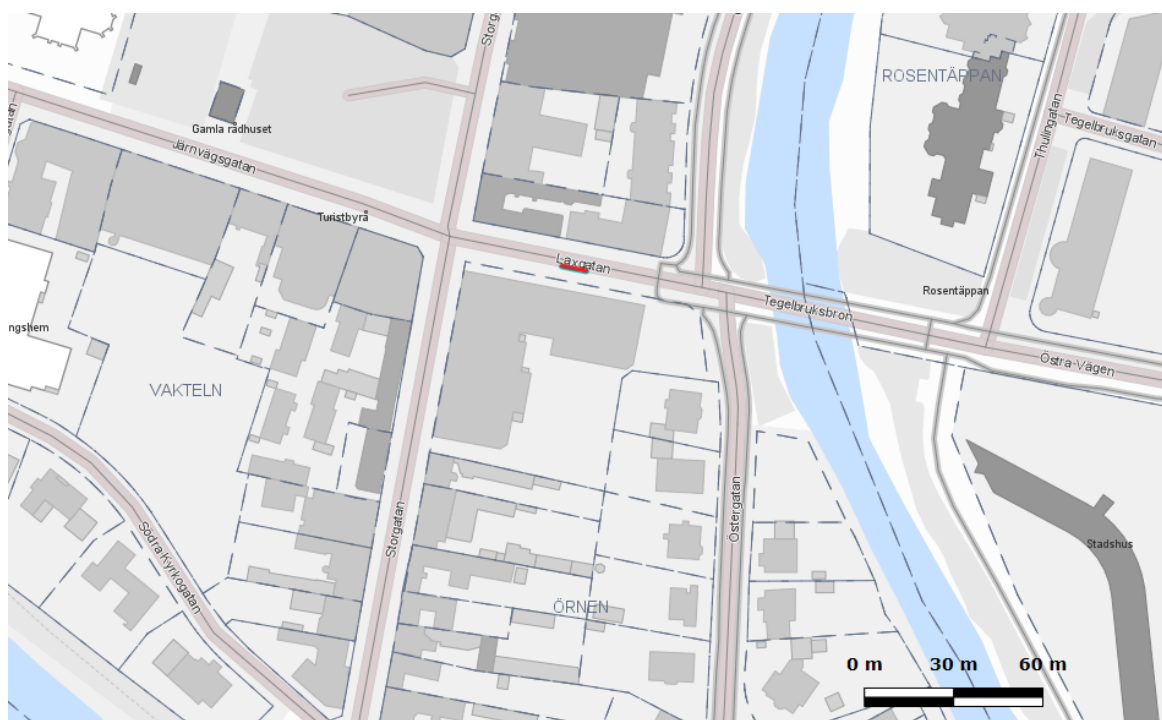 Storg
ROSENTÄPPAN
Gamla rådhuset
Järnvägsgatan
Thulingatan
Tegelbruksgatan
Turistbyrå
Laxgatan
Rosentäppan
Tegelbruksbron
Östra Vägen
ngshem
VAKTELN
Storgatan
Östergatan
Södra Kyrkogatan
Stadshus
ÖRNEN
0 m 30 m 60 m